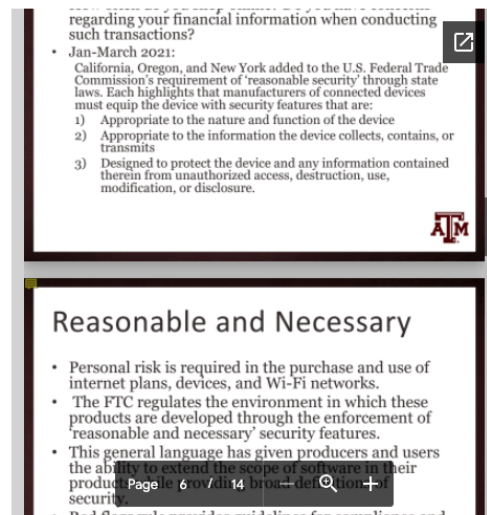 regarding your financial information when conducting
such transactions?
• Jan-March 2021:
California, Oregon, and New York added to the U.S. Federal Trade
Commission's requirement of 'reasonable security' through state
laws. Each highlights that manufacturers of connected devices
must equip the device with security features that are:
1) Appropriate to the nature and function of the device
2) Appropriate to the information the device collects, contains, or
transmits
3) Designed to protect the device and any information contained
therein from unauthorized access, destruction, use,
modification, or disclosure.
ATM
Reasonable and Necessary
• Personal risk is required in the purchase and use of
internet plans, devices, and Wi-Fi networks.
• The FTC regulates the environment in which these
products are developed through the enforcement of
'reasonable and necessary' security features.
• This general language has given producers and users
the ability to extend the scope of software in their
products while providing broad definition of
security.
Page 6 / 14